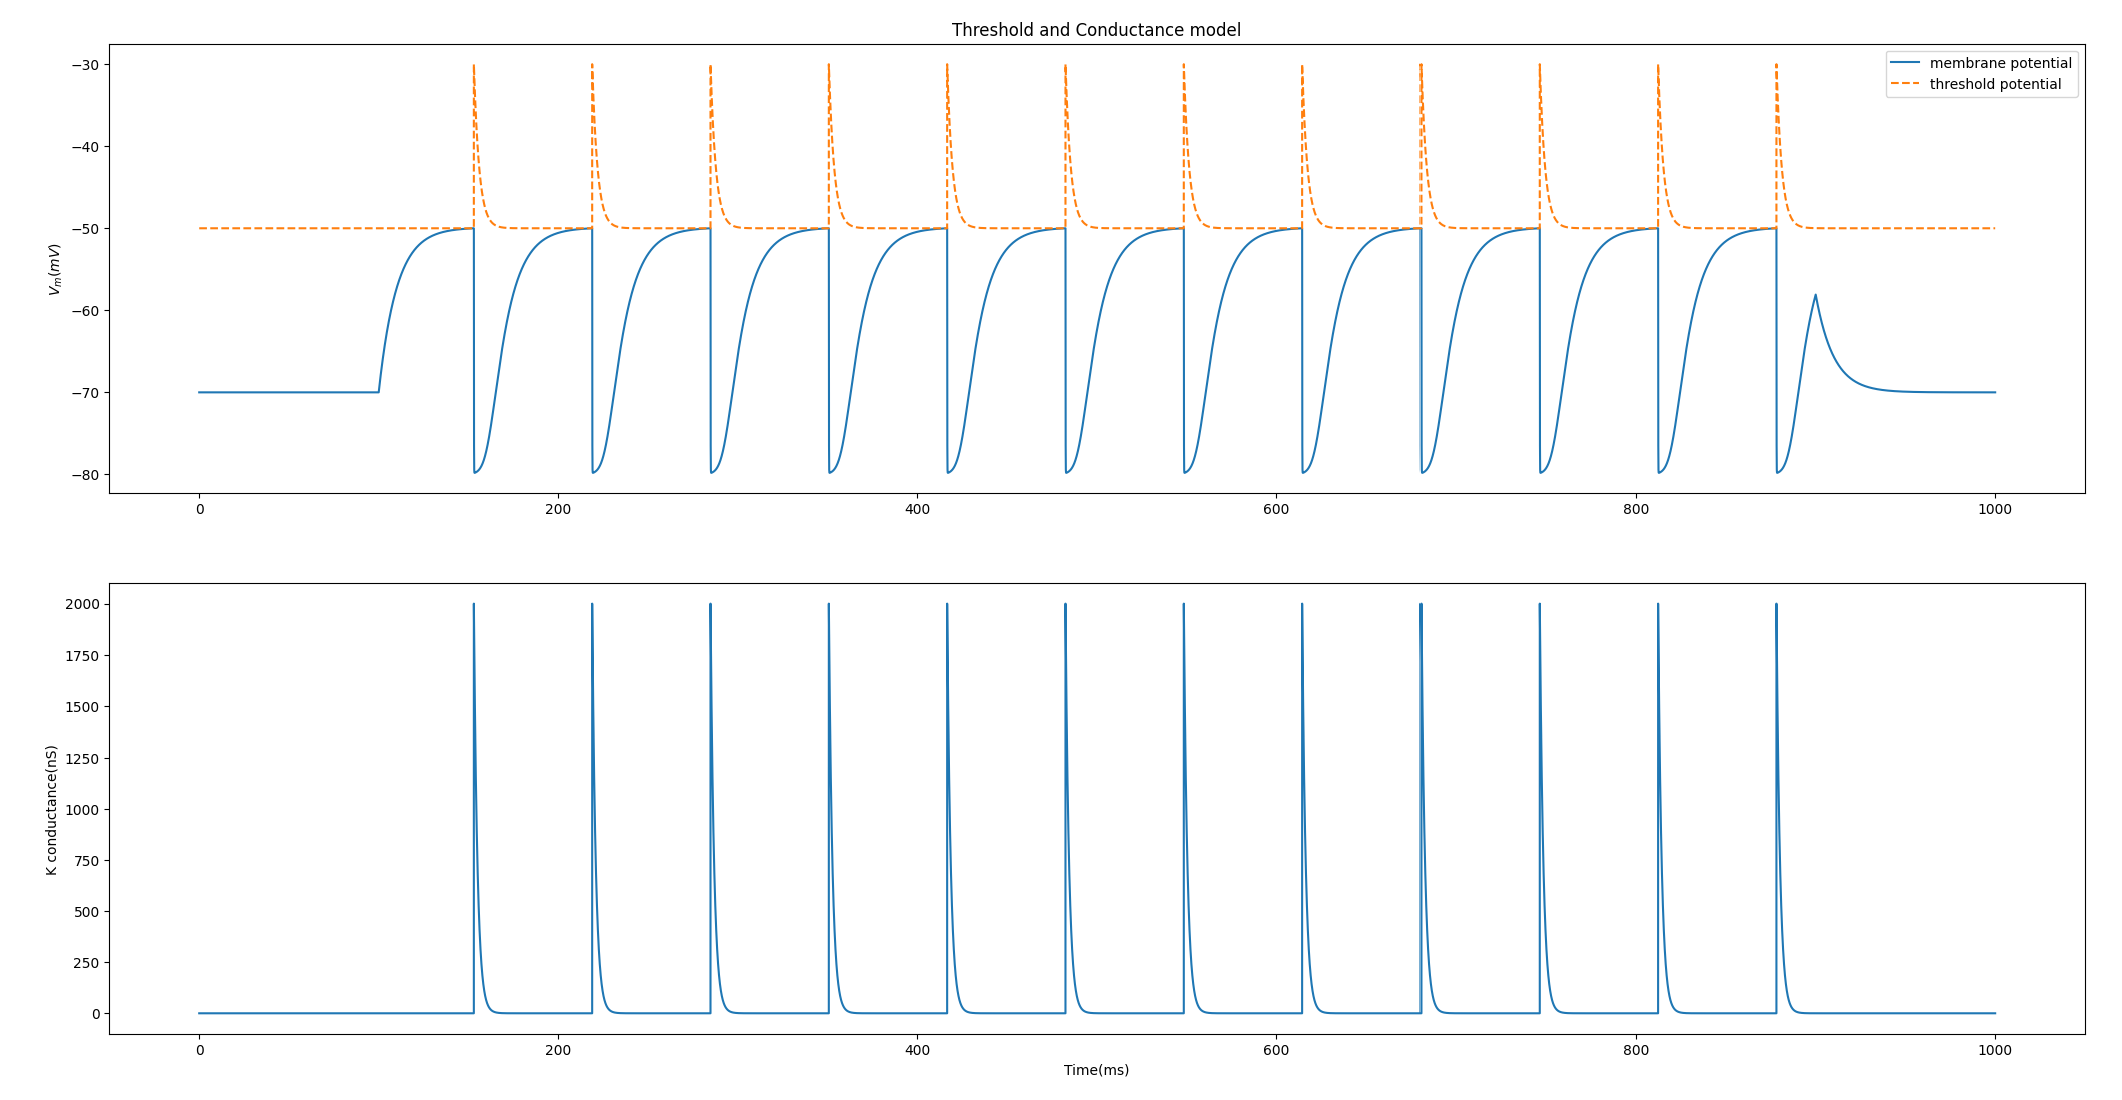 Threshold and Conductance model
−30
−40
−50
−60
−70
−80
V_m(mV)
membrane potential
threshold potential
0 200 400 600 800 1000
2000
1750
1500
1250
1000
750
500
250
0
K conductance(nS)
0 200 400 600 800 1000
Time(ms)